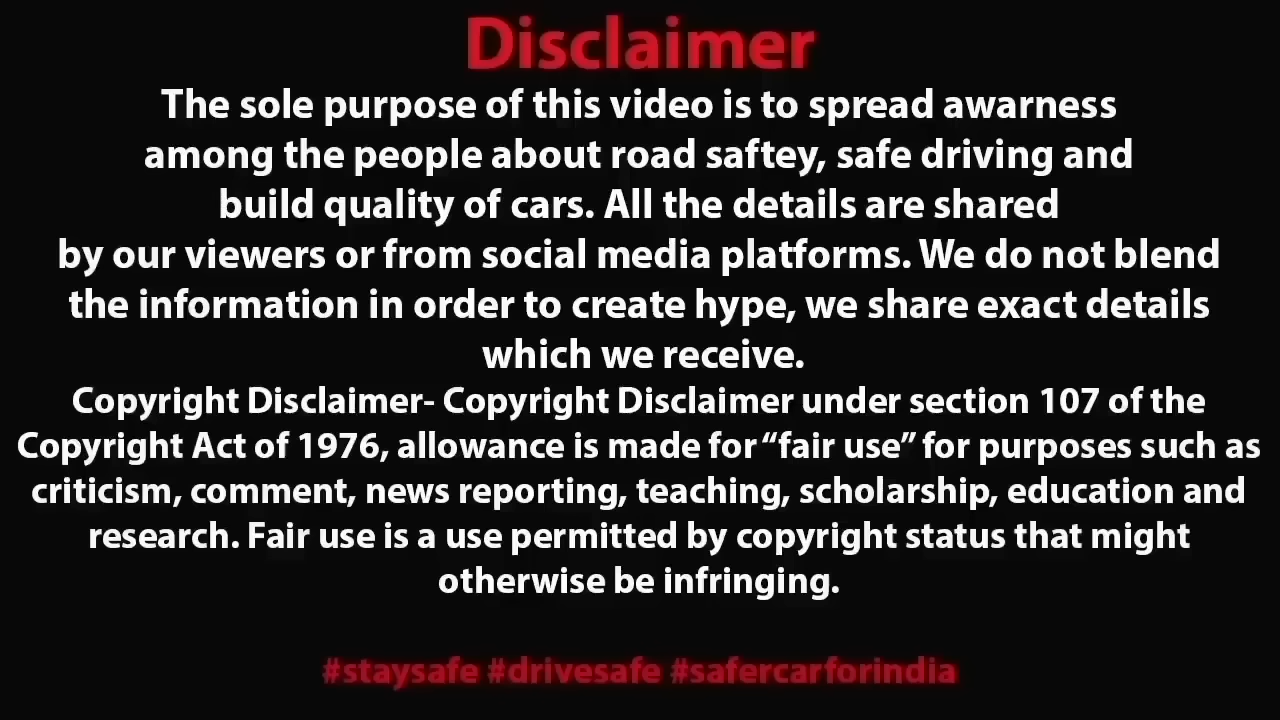 Disclaimer
The sole purpose of this video is to spread awarness
among the people about road saftey, safe driving and
build quality of cars. All the details are shared
by our viewers or from social media platforms. We do not blend
the information in order to create hype, we share exact details
which we receive.
Copyright Disclaimer- Copyright Disclaimer under section 107 of the
Copyright Act of 1976, allowance is made for “fair use” for purposes such as
criticism, comment, news reporting, teaching, scholarship, education and
research. Fair use is a use permitted by copyright status that might
otherwise be infringing.
#staysafe #drivesafe #safercarforindia